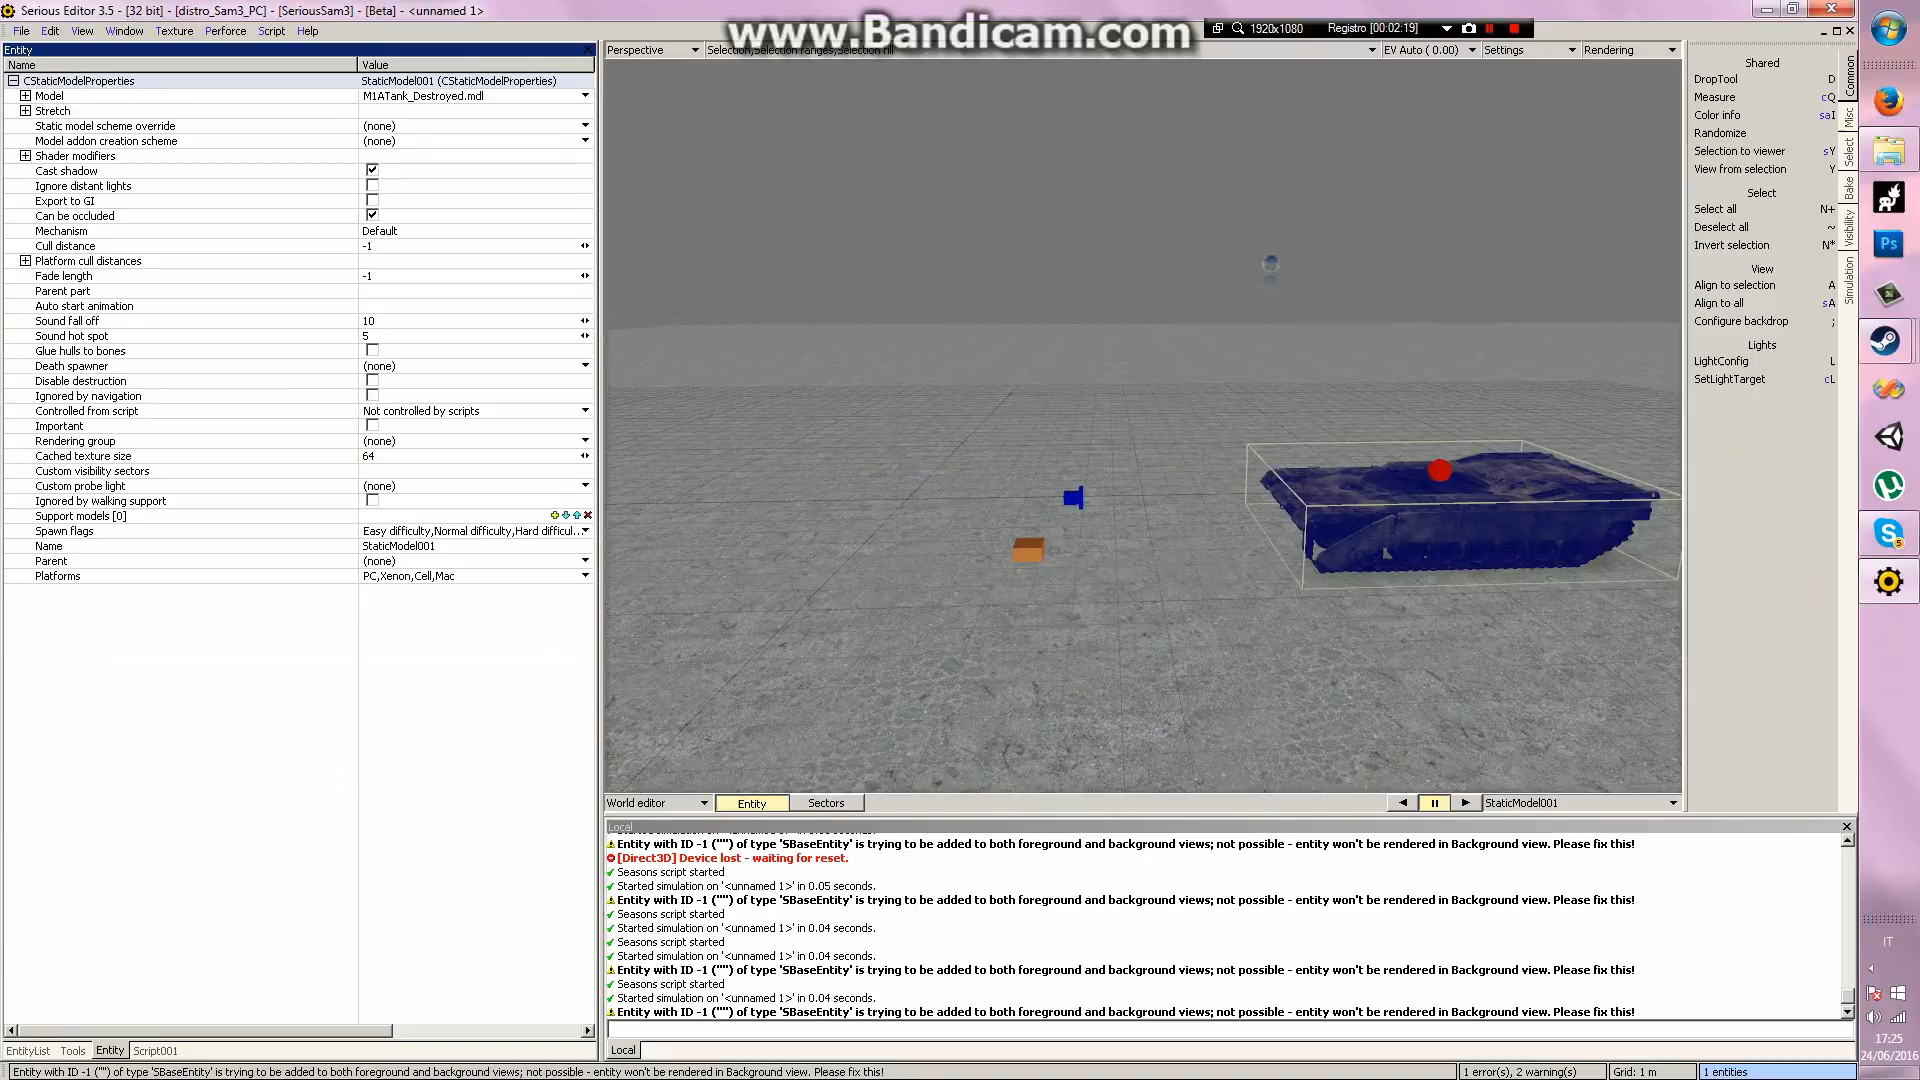 Serious Editor 3.5 - [32 bit] - [distro_Sam3_PC] - [SeriousSam3] - [Beta] - <unnamed 1>
www.Bandicam.com
1920x1080
Registro [00:02:19]
File Edit View Window Texture Perforce Script Help
Entity
Name Value
CStaticModelProperties StaticModel001 (CStaticModelProperties)
Model M1ATank_Destroyed.mdl
Stretch
Static model scheme override (none)
Model addon creation scheme (none)
Shader modifiers
Cast shadow
Ignore distant lights
Export to GI
Can be occluded
Mechanism Default
Cull distance -1
Platform cull distances
Fade length -1
Parent part
Auto start animation
Sound fall off 10
Sound hot spot 5
Glue hulls to bones
Death spawner (none)
Disable destruction
Ignored by navigation
Controlled from script Not controlled by scripts
Important
Rendering group (none)
Cached texture size 64
Custom visibility sectors
Custom probe light (none)
Ignored by walking support
Support models [0]
Spawn flags Easy difficulty,Normal difficulty,Hard difficul...
Name StaticModel001
Parent (none)
Platforms PC,Xenon,Cell,Mac
EntityList Tools Entity Script001
Perspective Selection,Selection ranges,Selection fill EV Auto ( 0.00) Settings Rendering
World editor Entity Sectors StaticModel001
Shared
DropTool D
Measure cQ
Color info saI
Randomize
Selection to viewer sY
View from selection Y
Select
Select all N+
Deselect all ~
Invert selection N*
View
Align to selection A
Align to all sA
Configure backdrop ;
Lights
LightConfig L
SetLightTarget cL
Common
Misc
Select
Bake
Visibility
Simulation
Local
Entity with ID -1 ("") of type 'SBaseEntity' is trying to be added to both foreground and background views; not possible - entity won't be rendered in Background view. Please fix this!
[Direct3D] Device lost - waiting for reset.
Seasons script started
Started simulation on '<unnamed 1>' in 0.05 seconds.
Entity with ID -1 ("") of type 'SBaseEntity' is trying to be added to both foreground and background views; not possible - entity won't be rendered in Background view. Please fix this!
Seasons script started
Started simulation on '<unnamed 1>' in 0.04 seconds.
Seasons script started
Started simulation on '<unnamed 1>' in 0.04 seconds.
Entity with ID -1 ("") of type 'SBaseEntity' is trying to be added to both foreground and background views; not possible - entity won't be rendered in Background view. Please fix this!
Seasons script started
Started simulation on '<unnamed 1>' in 0.04 seconds.
Entity with ID -1 ("") of type 'SBaseEntity' is trying to be added to both foreground and background views; not possible - entity won't be rendered in Background view. Please fix this!
Local
Entity with ID -1 ("") of type 'SBaseEntity' is trying to be added to both foreground and background views; not possible - entity won't be rendered in Background view. Please fix this!
1 error(s), 2 warning(s)
Grid: 1 m
1 entities
Ps
5
IT
17:25
24/06/2016